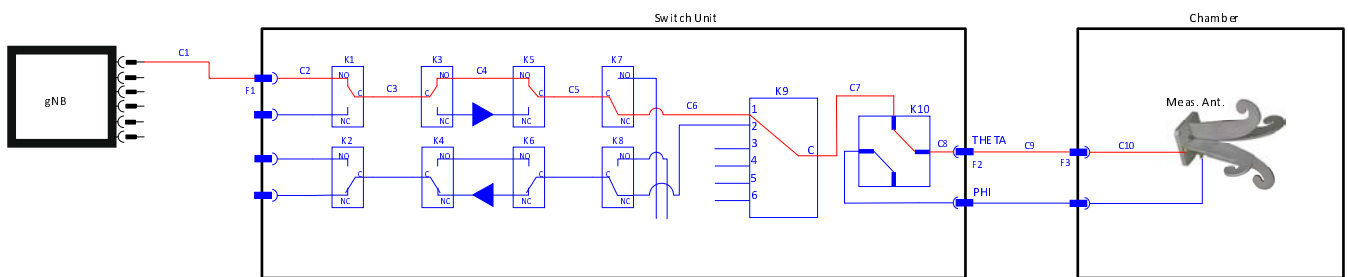 Switch Unit
Chamber
gNB
C1
F1
C2
K1
NO
C
NC
C3
K3
NO
C
NC
C4
K5
NO
C
NC
C5
K7
NO
C
NC
C6
K9
1
2
3
4
5
6
C
C7
K10
C8
THETA
F2
PHI
C9
F3
C10
Meas. Ant.
K2
NO
C
NC
K4
NO
C
NC
K6
NO
C
NC
K8
NO
C
NC